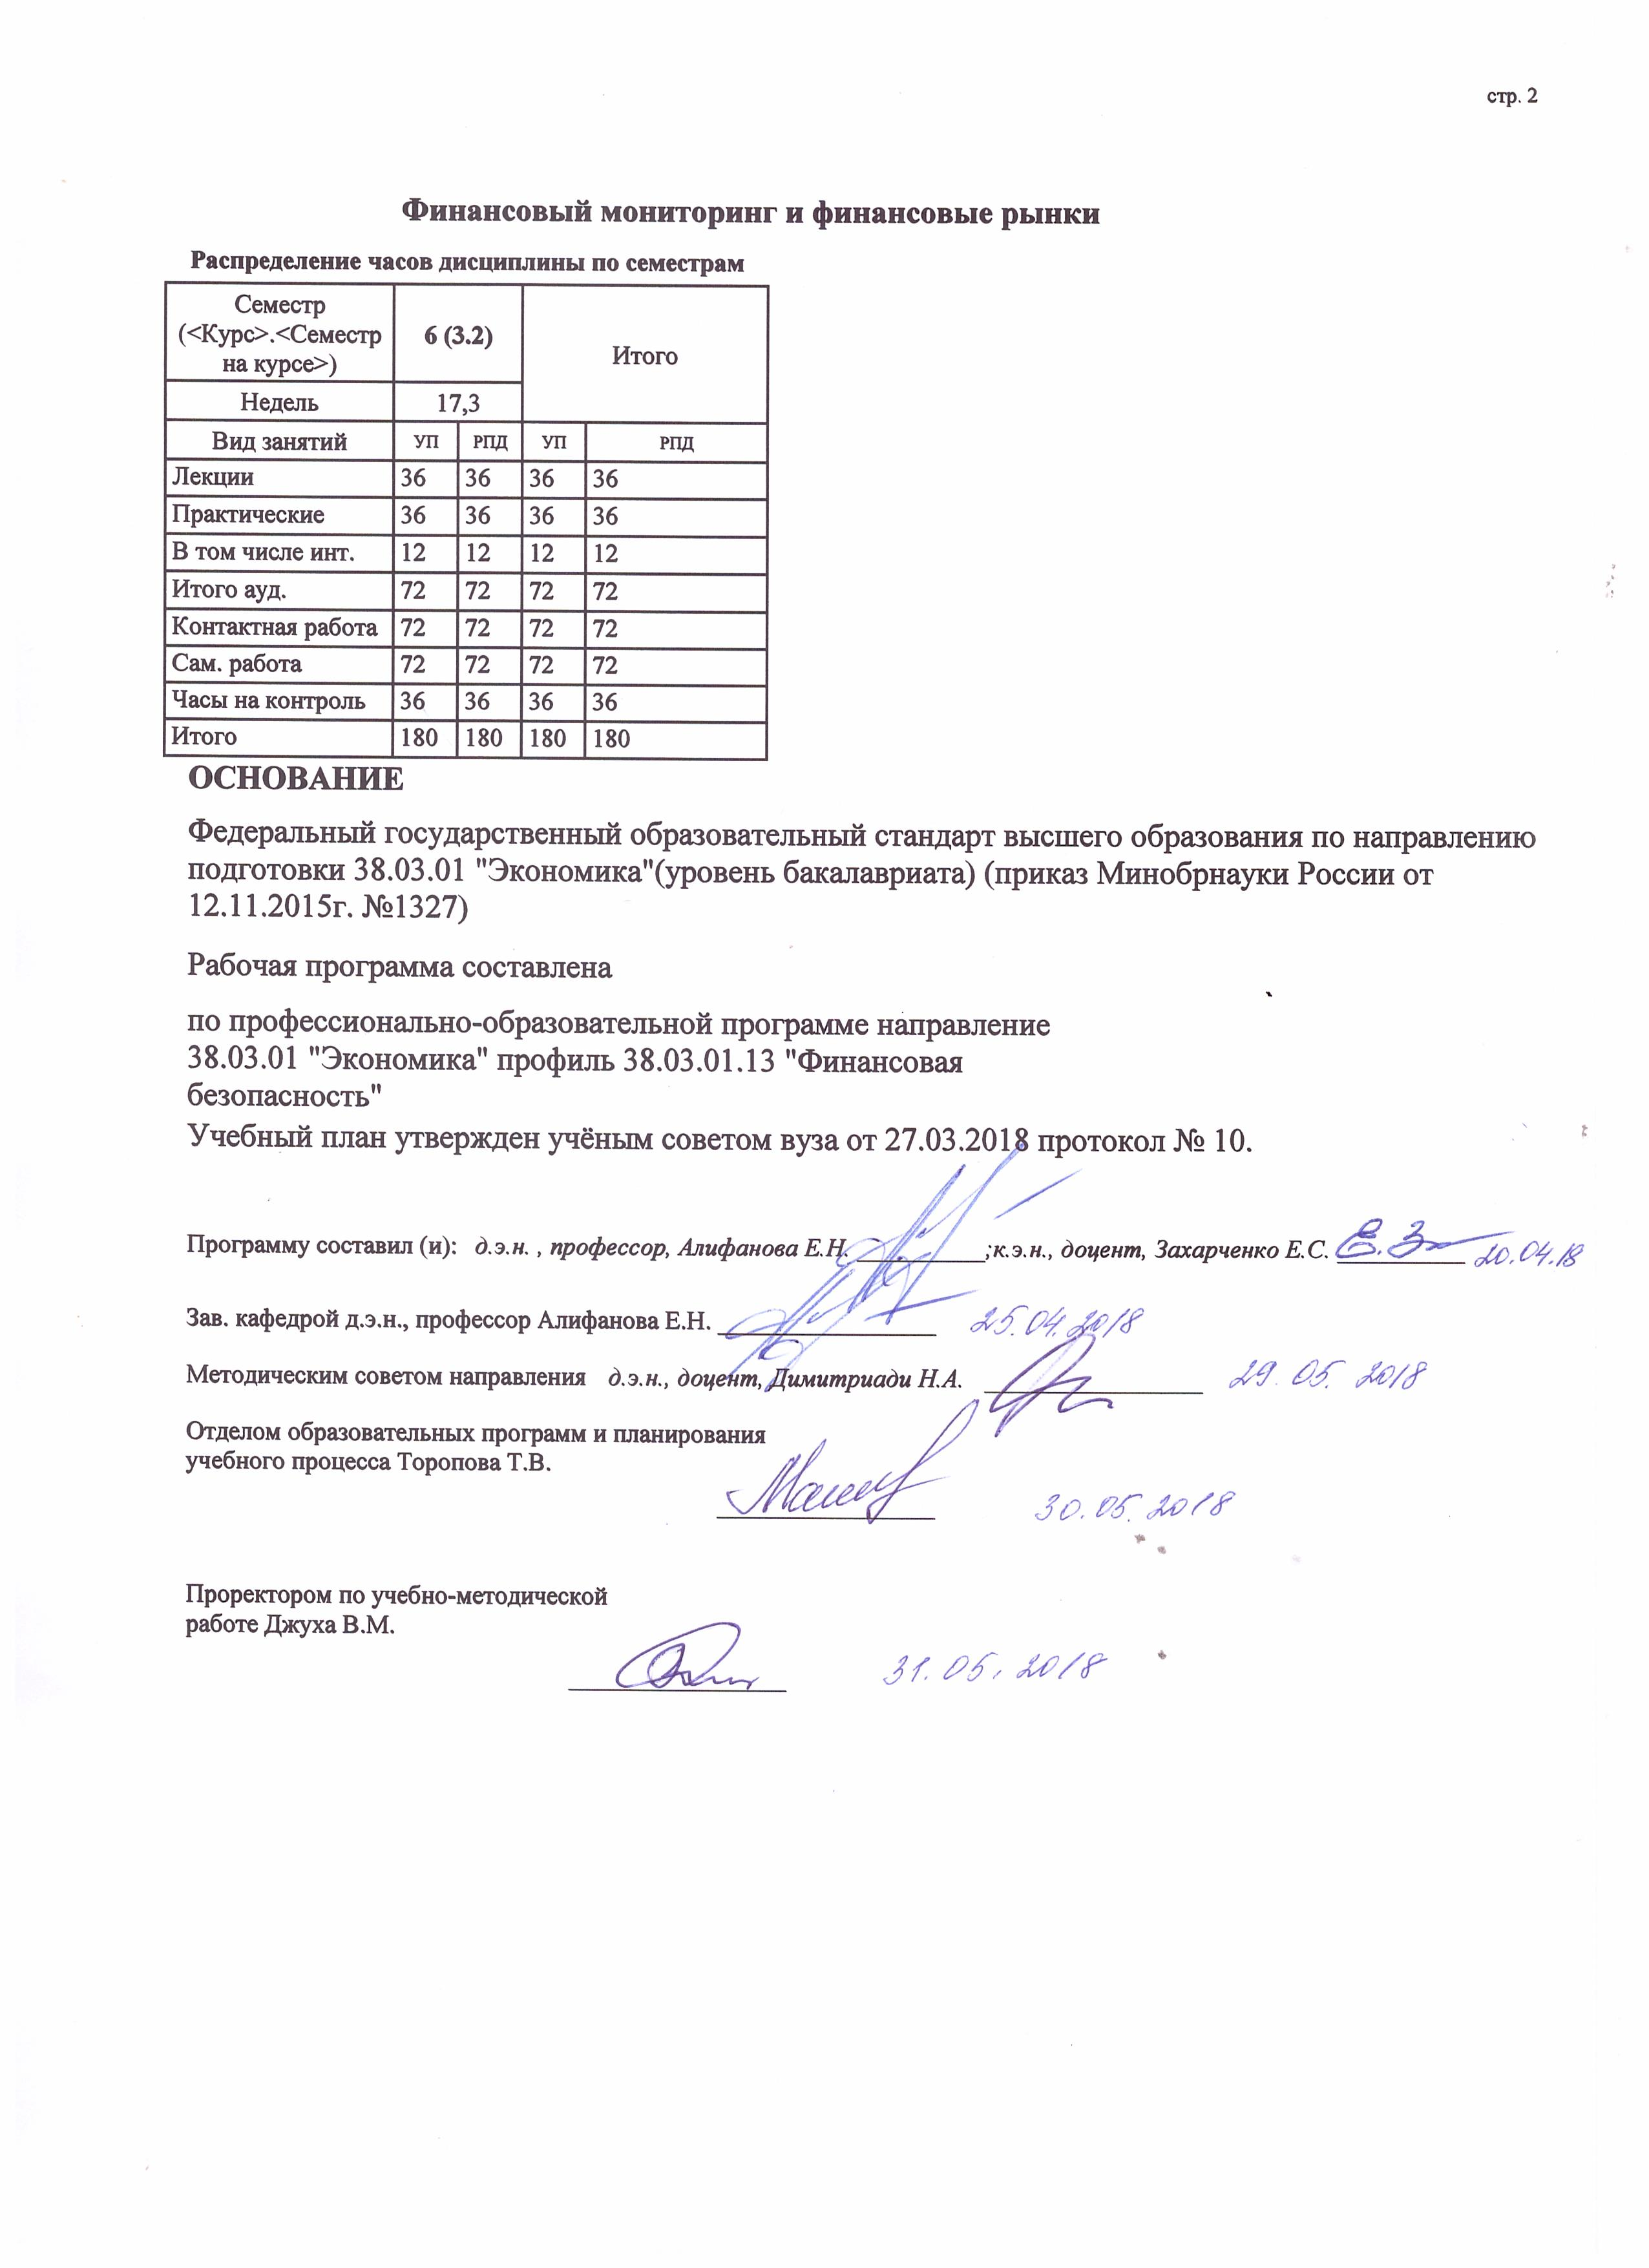 стр. 2
Финансовый мониторинг и финансовые рынки
Распределение часов дисциплины по семестрам
Семестр
(<Курс>.<Семестр
на курсе>) 6 (3.2) Итого
Недель 17,3
Вид занятий УП РПД УП РПД
Лекции 36 36 36 36
Практические 36 36 36 36
В том числе инт. 12 12 12 12
Итого ауд. 72 72 72 72
Контактная работа 72 72 72 72
Сам. работа 72 72 72 72
Часы на контроль 36 36 36 36
Итого 180 180 180 180
ОСНОВАНИЕ
Федеральный государственный образовательный стандарт высшего образования по направлению
подготовки 38.03.01 "Экономика"(уровень бакалавриата) (приказ Минобрнауки России от
12.11.2015г. №1327)
Рабочая программа составлена
по профессионально-образовательной программе направление
38.03.01 "Экономика" профиль 38.03.01.13 "Финансовая
безопасность"
Учебный план утвержден учёным советом вуза от 27.03.2018 протокол № 10.
Программу составил (и): д.э.н. , профессор, Алифанова Е.Н. ;к.э.н., доцент, Захарченко Е.С. 20.04.18
Зав. кафедрой д.э.н., профессор Алифанова Е.Н. 25.04.2018
Методическим советом направления д.э.н., доцент, Димитриади Н.А. 29.05.2018
Отделом образовательных программ и планирования
учебного процесса Торопова Т.В.
30.05.2018
Проректором по учебно-методической
работе Джуха В.М.
31.05.2018